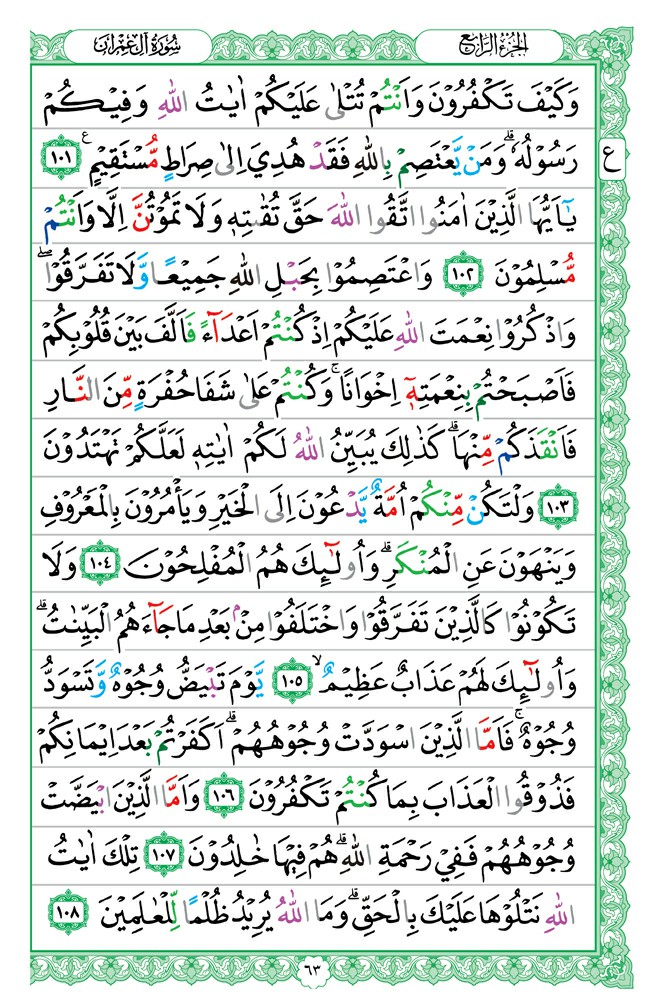 الجزء الرابع
سورة آل عمران
وَكَيْفَ تَكْفُرُوْنَ وَاَنْتُمْ تُتْلٰى عَلَيْكُمْ اٰيٰتُ اللّٰهِ وَفِيْكُمْ
ع
رَسُوْلُهٗ ؕ وَمَنْ يَّعْتَصِمْ بِاللّٰهِ فَقَدْ هُدِيَ اِلٰى صِرَاطٍ مُّسْتَقِيْمٍ ۧ ١٠١
يٰۤاَيُّهَا الَّذِيْنَ اٰمَنُوا اتَّقُوا اللّٰهَ حَقَّ تُقٰىتِهٖ وَلَا تَمُوْتُنَّ اِلَّا وَاَنْتُمْ
مُّسْلِمُوْنَ ١٠٢ وَاعْتَصِمُوْا بِحَبْلِ اللّٰهِ جَمِيْعًا وَّلَا تَفَرَّقُوْا ۖ
وَاذْكُرُوْا نِعْمَتَ اللّٰهِ عَلَيْكُمْ اِذْ كُنْتُمْ اَعْدَآءً فَاَلَّفَ بَيْنَ قُلُوْبِكُمْ
فَاَصْبَحْتُمْ بِنِعْمَتِهٖۤ اِخْوَانًا ۚ وَكُنْتُمْ عَلٰى شَفَا حُفْرَةٍ مِّنَ النَّارِ
فَاَنْقَذَكُمْ مِّنْهَا ؕ كَذٰلِكَ يُبَيِّنُ اللّٰهُ لَكُمْ اٰيٰتِهٖ لَعَلَّكُمْ تَهْتَدُوْنَ
١٠٣ وَلْتَكُنْ مِّنْكُمْ اُمَّةٌ يَّدْعُوْنَ اِلَى الْخَيْرِ وَيَأْمُرُوْنَ بِالْمَعْرُوْفِ
وَيَنْهَوْنَ عَنِ الْمُنْكَرِ ؕ وَاُولٰٓئِكَ هُمُ الْمُفْلِحُوْنَ ١٠٤ وَلَا
تَكُوْنُوْا كَالَّذِيْنَ تَفَرَّقُوْا وَاخْتَلَفُوْا مِنْۢ بَعْدِ مَا جَآءَهُمُ الْبَيِّنٰتُ ؕ
وَاُولٰٓئِكَ لَهُمْ عَذَابٌ عَظِيْمٌ ۙ ١٠٥ يَّوْمَ تَبْيَضُّ وُجُوْهٌ وَّتَسْوَدُّ
وُجُوْهٌ ۚ فَاَمَّا الَّذِيْنَ اسْوَدَّتْ وُجُوْهُهُمْ ؕ اَكَفَرْتُمْ بَعْدَ اِيْمَانِكُمْ
فَذُوْقُوا الْعَذَابَ بِمَا كُنْتُمْ تَكْفُرُوْنَ ١٠٦ وَاَمَّا الَّذِيْنَ ابْيَضَّتْ
وُجُوْهُهُمْ فَفِيْ رَحْمَةِ اللّٰهِ ؕ هُمْ فِيْهَا خٰلِدُوْنَ ١٠٧ تِلْكَ اٰيٰتُ
اللّٰهِ نَتْلُوْهَا عَلَيْكَ بِالْحَقِّ ؕ وَمَا اللّٰهُ يُرِيْدُ ظُلْمًا لِّلْعٰلَمِيْنَ ١٠٨
٦٣